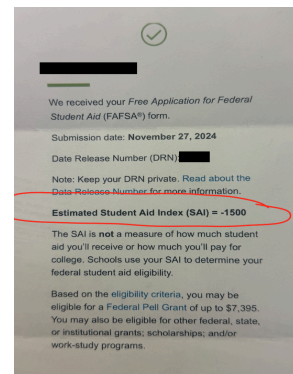 We received your Free Application for Federal
Student Aid (FAFSA®) form.
Submission date: November 27, 2024
Date Release Number (DRN):
Note: Keep your DRN private. Read about the
Data Release Number for more information.
Estimated Student Aid Index (SAI) = -1500
The SAI is not a measure of how much student
aid you'll receive or how much you'll pay for
college. Schools use your SAI to determine your
federal student aid eligibility.
Based on the eligibility criteria, you may be
eligible for a Federal Pell Grant of up to $7,395.
You may also be eligible for other federal, state,
or institutional grants; scholarships; and/or
work-study programs.